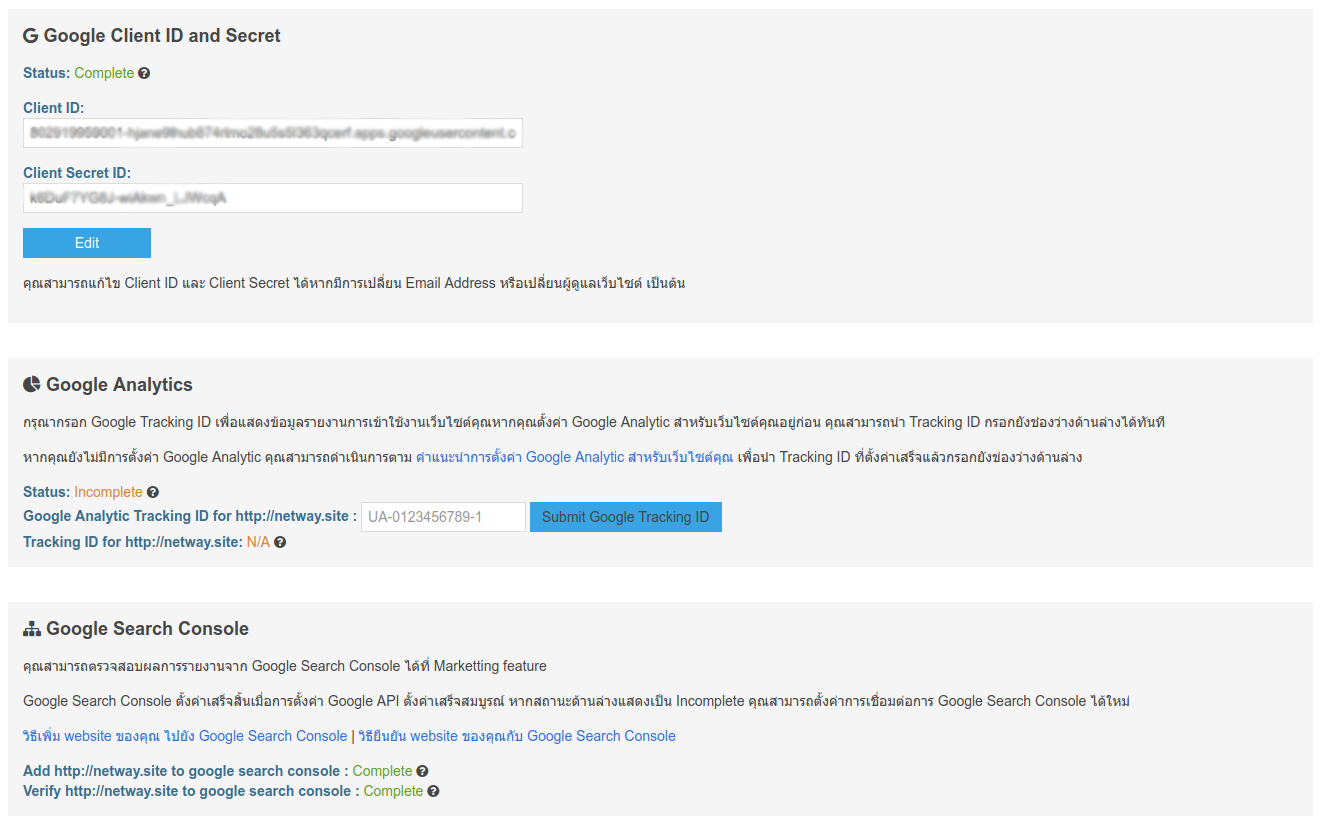 Google Client ID and Secret
Status: Complete
Client ID:
Client Secret ID:
Edit
คุณสามารถแก้ไข Client ID และ Client Secret ได้หากมีการเปลี่ยน Email Address หรือเปลี่ยนผู้ดูแลเว็บไซต์ เป็นต้น
Google Analytics
กรุณากรอก Google Tracking ID เพื่อแสดงข้อมูลรายงานการเข้าใช้งานเว็บไซต์คุณหากคุณตั้งค่า Google Analytic สำหรับเว็บไซต์คุณอยู่ก่อน คุณสามารถนำ Tracking ID กรอกยังช่องว่างด้านล่างได้ทันที
หากคุณยังไม่มีการตั้งค่า Google Analytic คุณสามารถดำเนินการตาม คำแนะนำการตั้งค่า Google Analytic สำหรับเว็บไซต์คุณ เพื่อนำ Tracking ID ที่ตั้งค่าเสร็จแล้วกรอกยังช่องว่างด้านล่าง
Status: Incomplete
Google Analytic Tracking ID for http://netway.site : UA-0123456789-1 Submit Google Tracking ID
Tracking ID for http://netway.site: N/A
Google Search Console
คุณสามารถตรวจสอบผลการรายงานจาก Google Search Console ได้ที่ Marketting feature
Google Search Console ตั้งค่าเสร็จสิ้นเมื่อการตั้งค่า Google API ตั้งค่าเสร็จสมบูรณ์ หากสถานะด้านล่างแสดงเป็น Incomplete คุณสามารถตั้งค่าการเชื่อมต่อการ Google Search Console ได้ใหม่
วิธีเพิ่ม website ของคุณ ไปยัง Google Search Console | วิธียืนยัน website ของคุณกับ Google Search Console
Add http://netway.site to google search console : Complete
Verify http://netway.site to google search console : Complete